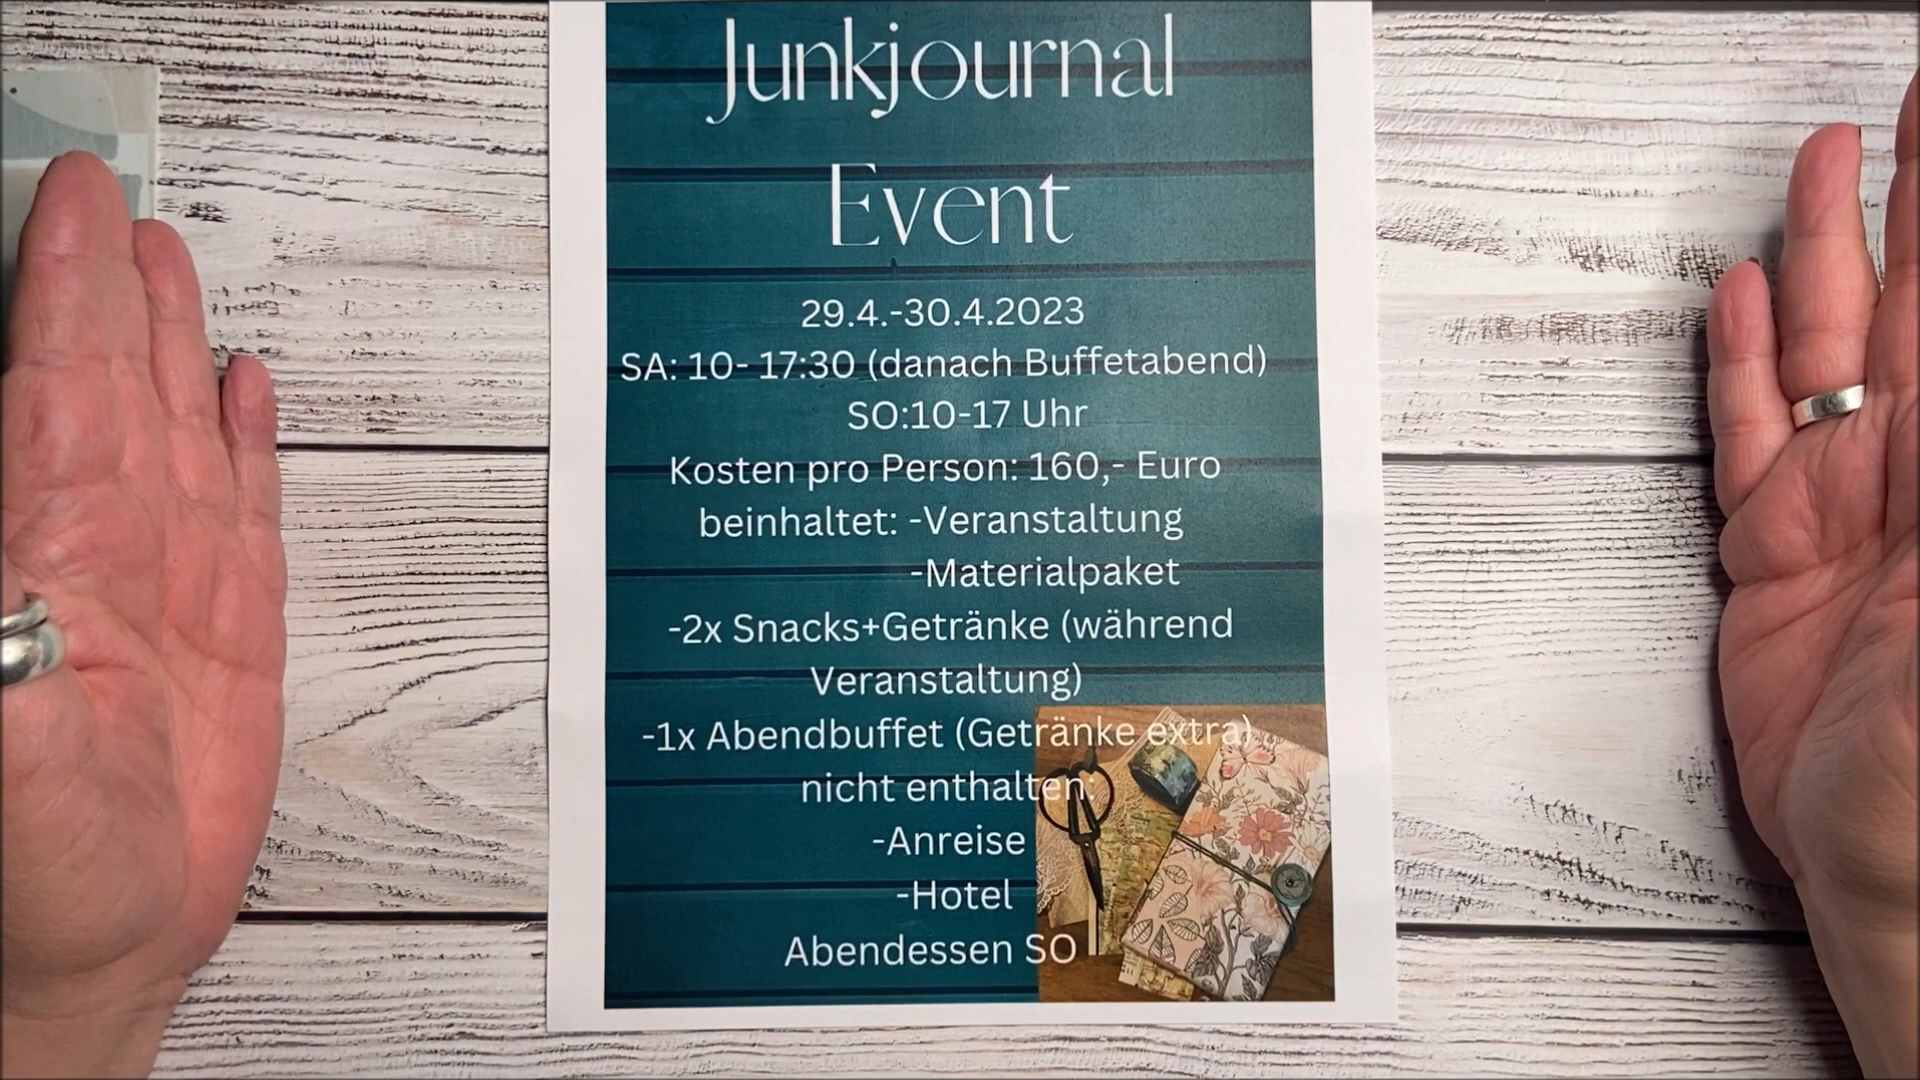 Junkjournal
Event
29.4.-30.4.2023
SA: 10- 17:30 (danach Buffetabend)
SO:10-17 Uhr
Kosten pro Person: 160,- Euro
beinhaltet: -Veranstaltung
-Materialpaket
-2x Snacks+Getränke (während
Veranstaltung)
-1x Abendbuffet (Getränke extra)
nicht enthalten:
-Anreise
-Hotel
Abendessen SO